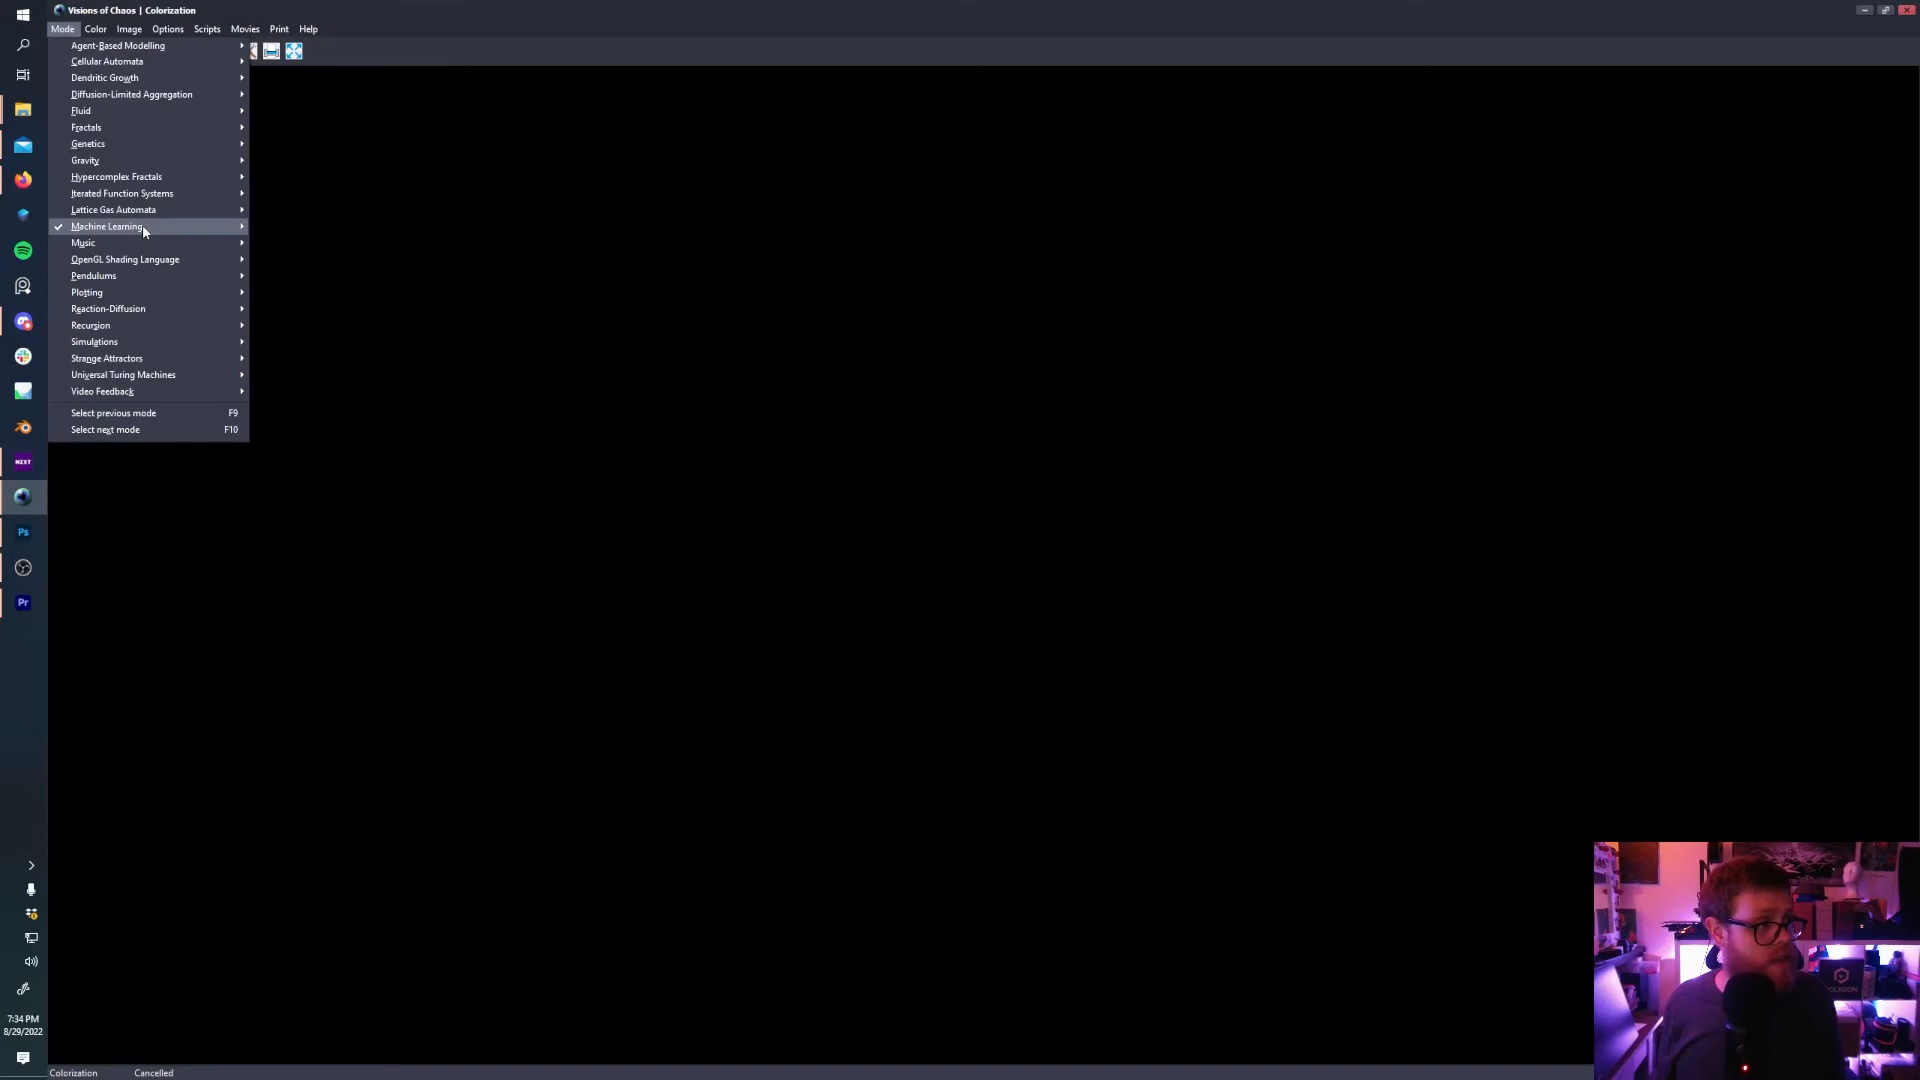 Visions of Chaos | Colorization
Mode Color Image Options Scripts Movies Print Help
Agent-Based Modelling
Cellular Automata
Dendritic Growth
Diffusion-Limited Aggregation
Fluid
Fractals
Genetics
Gravity
Hypercomplex Fractals
Iterated Function Systems
Lattice Gas Automata
Machine Learning
Music
OpenGL Shading Language
Pendulums
Plotting
Reaction-Diffusion
Recursion
Simulations
Strange Attractors
Universal Turing Machines
Video Feedback
Select previous mode F9
Select next mode F10
NZXT
Ps
Pr
7:34 PM
8/29/2022
Colorization Cancelled